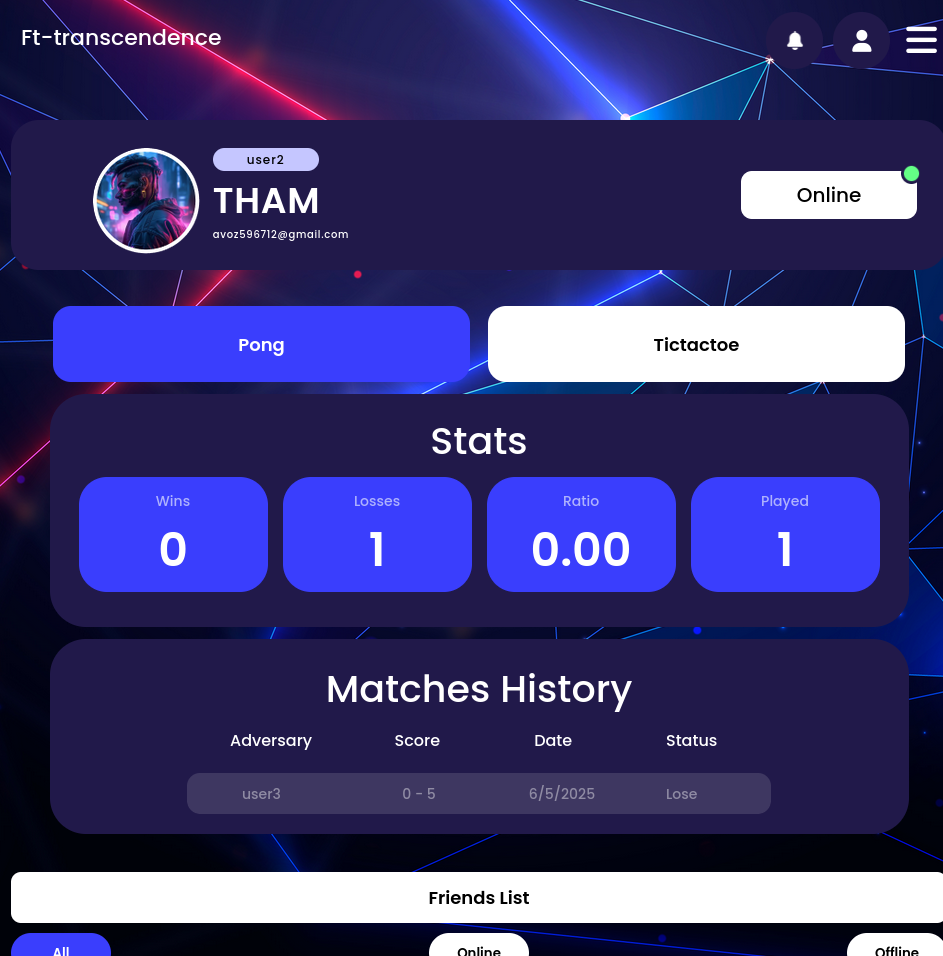 Ft-transcendence
user2
THAM
avoz596712@gmail.com
Online
Pong
Tictactoe
Stats
Wins
Losses
Ratio
Played
0
1
0.00
1
Matches History
Adversary Score Date Status
user3 0 - 5 6/5/2025 Lose
Friends List
All
Online
Offline